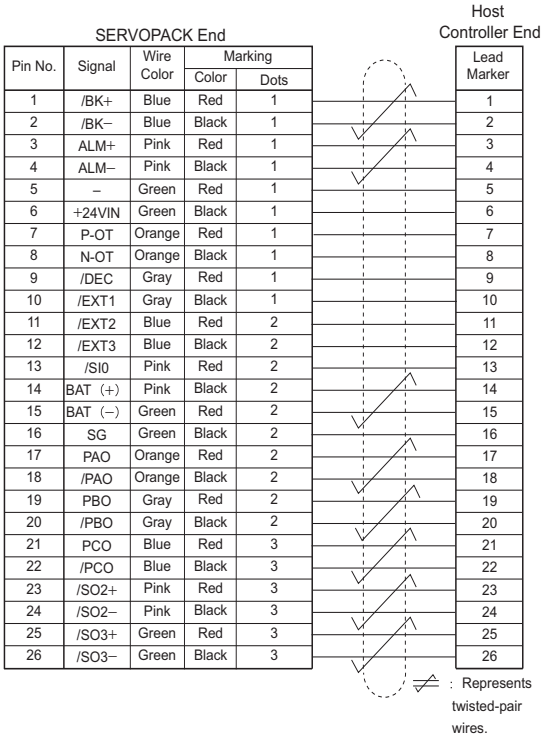 SERVOPACK End
Host
Controller End
Pin No. Signal Wire Color Marking Lead Marker
Color Dots
1 /BK+ Blue Red 1 1
2 /BK− Blue Black 1 2
3 ALM+ Pink Red 1 3
4 ALM− Pink Black 1 4
5 − Green Red 1 5
6 +24VIN Green Black 1 6
7 P-OT Orange Red 1 7
8 N-OT Orange Black 1 8
9 /DEC Gray Red 1 9
10 /EXT1 Gray Black 1 10
11 /EXT2 Blue Red 2 11
12 /EXT3 Blue Black 2 12
13 /SI0 Pink Red 2 13
14 BAT (+) Pink Black 2 14
15 BAT (−) Green Red 2 15
16 SG Green Black 2 16
17 PAO Orange Red 2 17
18 /PAO Orange Black 2 18
19 PBO Gray Red 2 19
20 /PBO Gray Black 2 20
21 PCO Blue Red 3 21
22 /PCO Blue Black 3 22
23 /SO2+ Pink Red 3 23
24 /SO2− Pink Black 3 24
25 /SO3+ Green Red 3 25
26 /SO3− Green Black 3 26
: Represents
twisted-pair
wires.